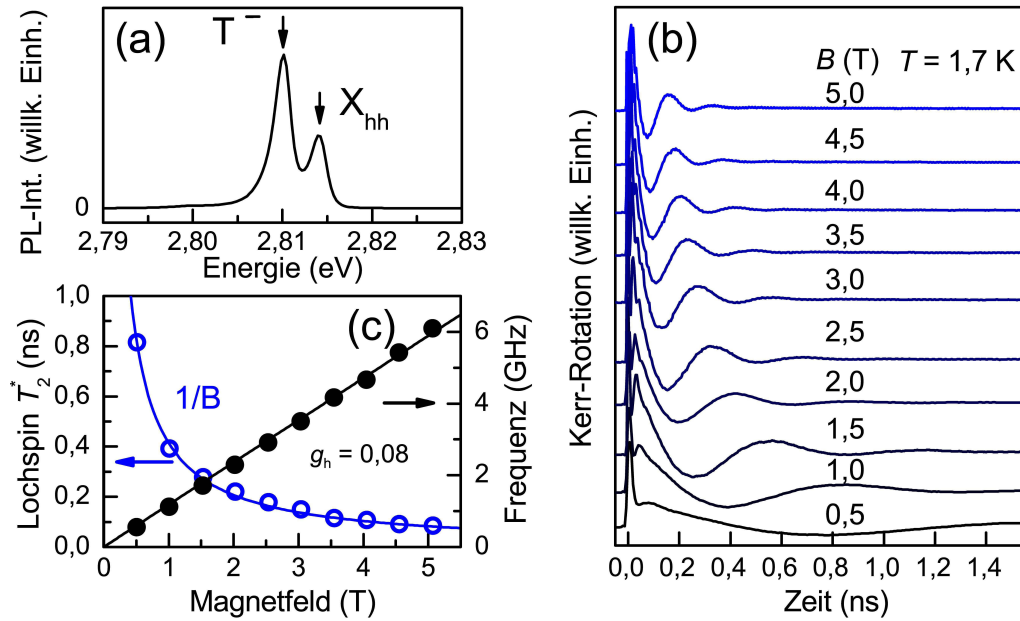 (a)
T⁻
X_hh
PL-Int. (willk. Einh.)
0
2,79 2,80 2,81 2,82 2,83
Energie (eV)
(b)
B (T) T = 1,7 K
5,0
4,5
4,0
3,5
3,0
2,5
2,0
1,5
1,0
0,5
Kerr-Rotation (willk. Einh.)
0,0 0,2 0,4 0,6 0,8 1,0 1,2 1,4
Zeit (ns)
(c)
1/B
g_h = 0,08
Lochspin T₂* (ns)
1,0
0,8
0,6
0,4
0,2
0,0
Frequenz (GHz)
6
4
2
0
0 1 2 3 4 5
Magnetfeld (T)